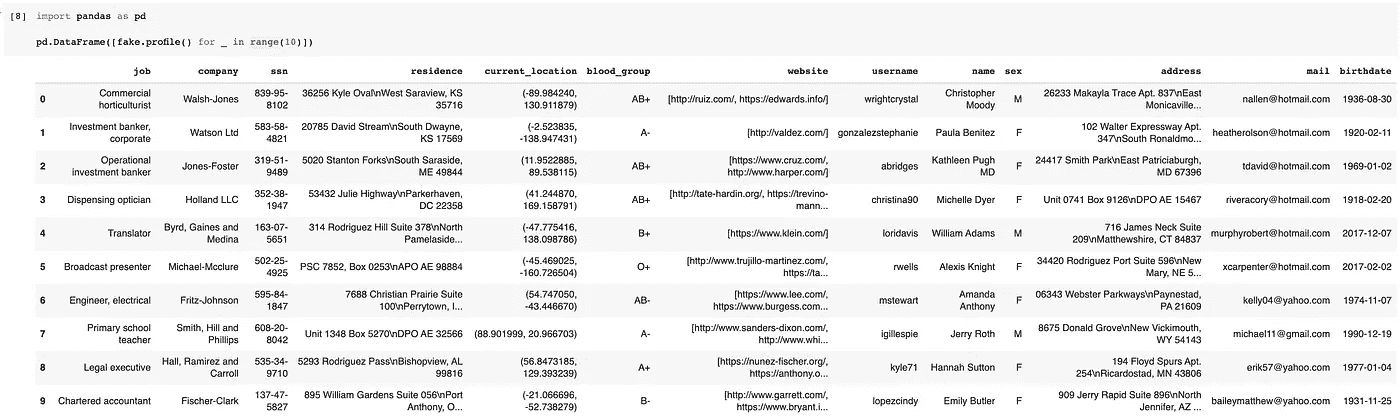 [8] import pandas as pd
pd.DataFrame([fake.profile() for _ in range(10)])
job company ssn residence current_location blood_group website username name sex address mail birthdate
0 Commercial horticulturist Walsh-Jones 839-95-8102 36256 Kyle Oval\nWest Saraview, KS 35716 (-89.984240, 130.911879) AB+ [http://ruiz.com/, https://edwards.info/] wrightcrystal Christopher Moody M 26233 Makayla Trace Apt. 837\nEast Monicaville... nallen@hotmail.com 1936-08-30
1 Investment banker, corporate Watson Ltd 583-58-4821 20785 David Stream\nSouth Dwayne, KS 17569 (-2.523835, -138.947431) A- [http://valdez.com/] gonzalezstephanie Paula Benitez F 102 Walter Expressway Apt. 347\nSouth Ronaldmo... heatherolson@hotmail.com 1920-02-11
2 Operational investment banker Jones-Foster 319-51-9489 5020 Stanton Forks\nSouth Saraside, ME 49844 (11.9522885, 89.538115) AB+ [https://www.cruz.com/, http://www.harper.com/] abridges Kathleen Pugh MD F 24417 Smith Park\nEast Patriciaburgh, MD 67396 tdavid@hotmail.com 1969-01-02
3 Dispensing optician Holland LLC 352-38-1947 53432 Julie Highway\nParkerhaven, DC 22358 (41.244870, 169.158791) AB+ [http://tate-hardin.org/, https://trevino-mann... christina90 Michelle Dyer F Unit 0741 Box 9126\nDPO AE 15467 riveracory@hotmail.com 1918-02-20
4 Translator Byrd, Gaines and Medina 163-07-5651 314 Rodriguez Hill Suite 378\nNorth Pamelaside... (-47.775416, 138.098786) B+ [https://www.klein.com/] loridavis William Adams M 716 James Neck Suite 209\nMatthewshire, CT 84837 murphyrobert@hotmail.com 2017-12-07
5 Broadcast presenter Michael-Mcclure 502-25-4925 PSC 7852, Box 0253\nAPO AE 98884 (-45.469025, -160.726504) O+ [http://www.trujillo-martinez.com/, https://ta... rwells Alexis Knight F 34420 Rodriguez Port Suite 596\nNew Mary, NE 5... xcarpenter@hotmail.com 2017-02-02
6 Engineer, electrical Fritz-Johnson 595-84-1847 7688 Christian Prairie Suite 100\nPerrytown, I... (54.747050, -43.446670) AB- [https://www.lee.com/, https://www.burgess.com... mstewart Amanda Anthony F 06343 Webster Parkways\nPaynestad, PA 21609 kelly04@yahoo.com 1974-11-07
7 Primary school teacher Smith, Hill and Phillips 608-20-8042 Unit 1348 Box 5270\nDPO AE 32566 (88.901999, 20.966703) A- [http://www.sanders-dixon.com/, http://www.whi... igillespie Jerry Roth M 8675 Donald Grove\nNew Vickimouth, WY 54143 michael11@gmail.com 1990-12-19
8 Legal executive Hall, Ramirez and Carroll 535-34-9710 5293 Rodriguez Pass\nBishopview, AL 99816 (56.8473185, 129.393239) A+ [https://nunez-fischer.org/, https://anthony.o... kyle71 Hannah Sutton F 194 Floyd Spurs Apt. 254\nRicardostad, MN 43806 erik57@yahoo.com 1977-01-04
9 Chartered accountant Fischer-Clark 137-47-5827 895 William Gardens Suite 056\nPort Anthony, O... (-21.066696, -52.738279) B- [http://www.garrett.com/, https://www.bryant.i... lopezcindy Emily Butler F 909 Jerry Rapid Suite 896\nNorth Jennifer, AZ ... baileymatthew@yahoo.com 1931-11-25